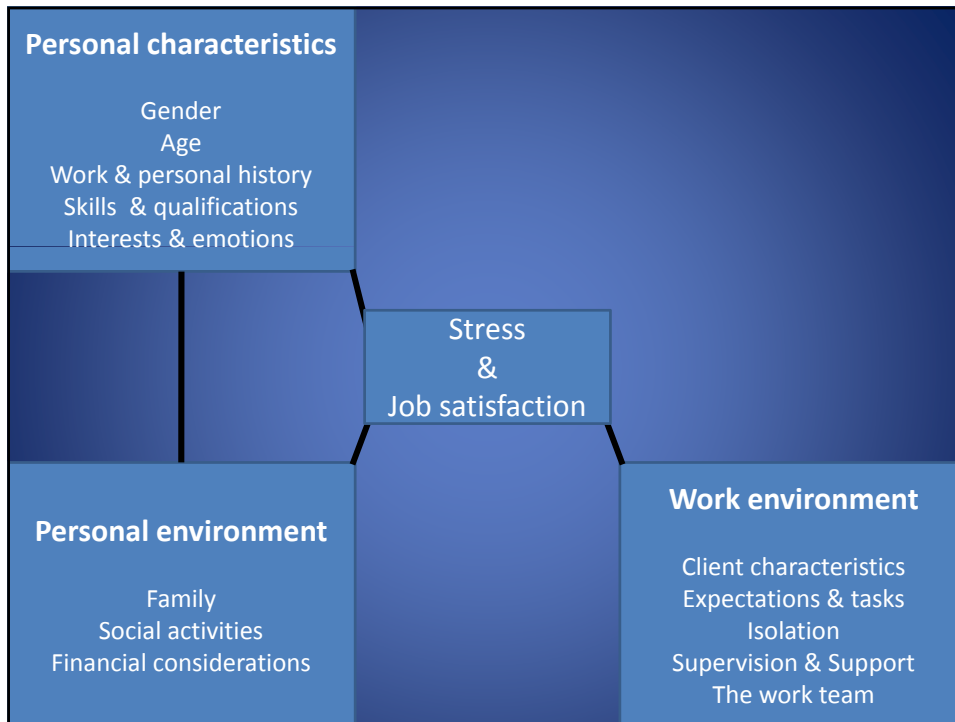 Personal characteristics
Gender
Age
Work & personal history
Skills & qualifications
Interests & emotions
Stress
&
Job satisfaction
Personal environment
Family
Social activities
Financial considerations
Work environment
Client characteristics
Expectations & tasks
Isolation
Supervision & Support
The work team